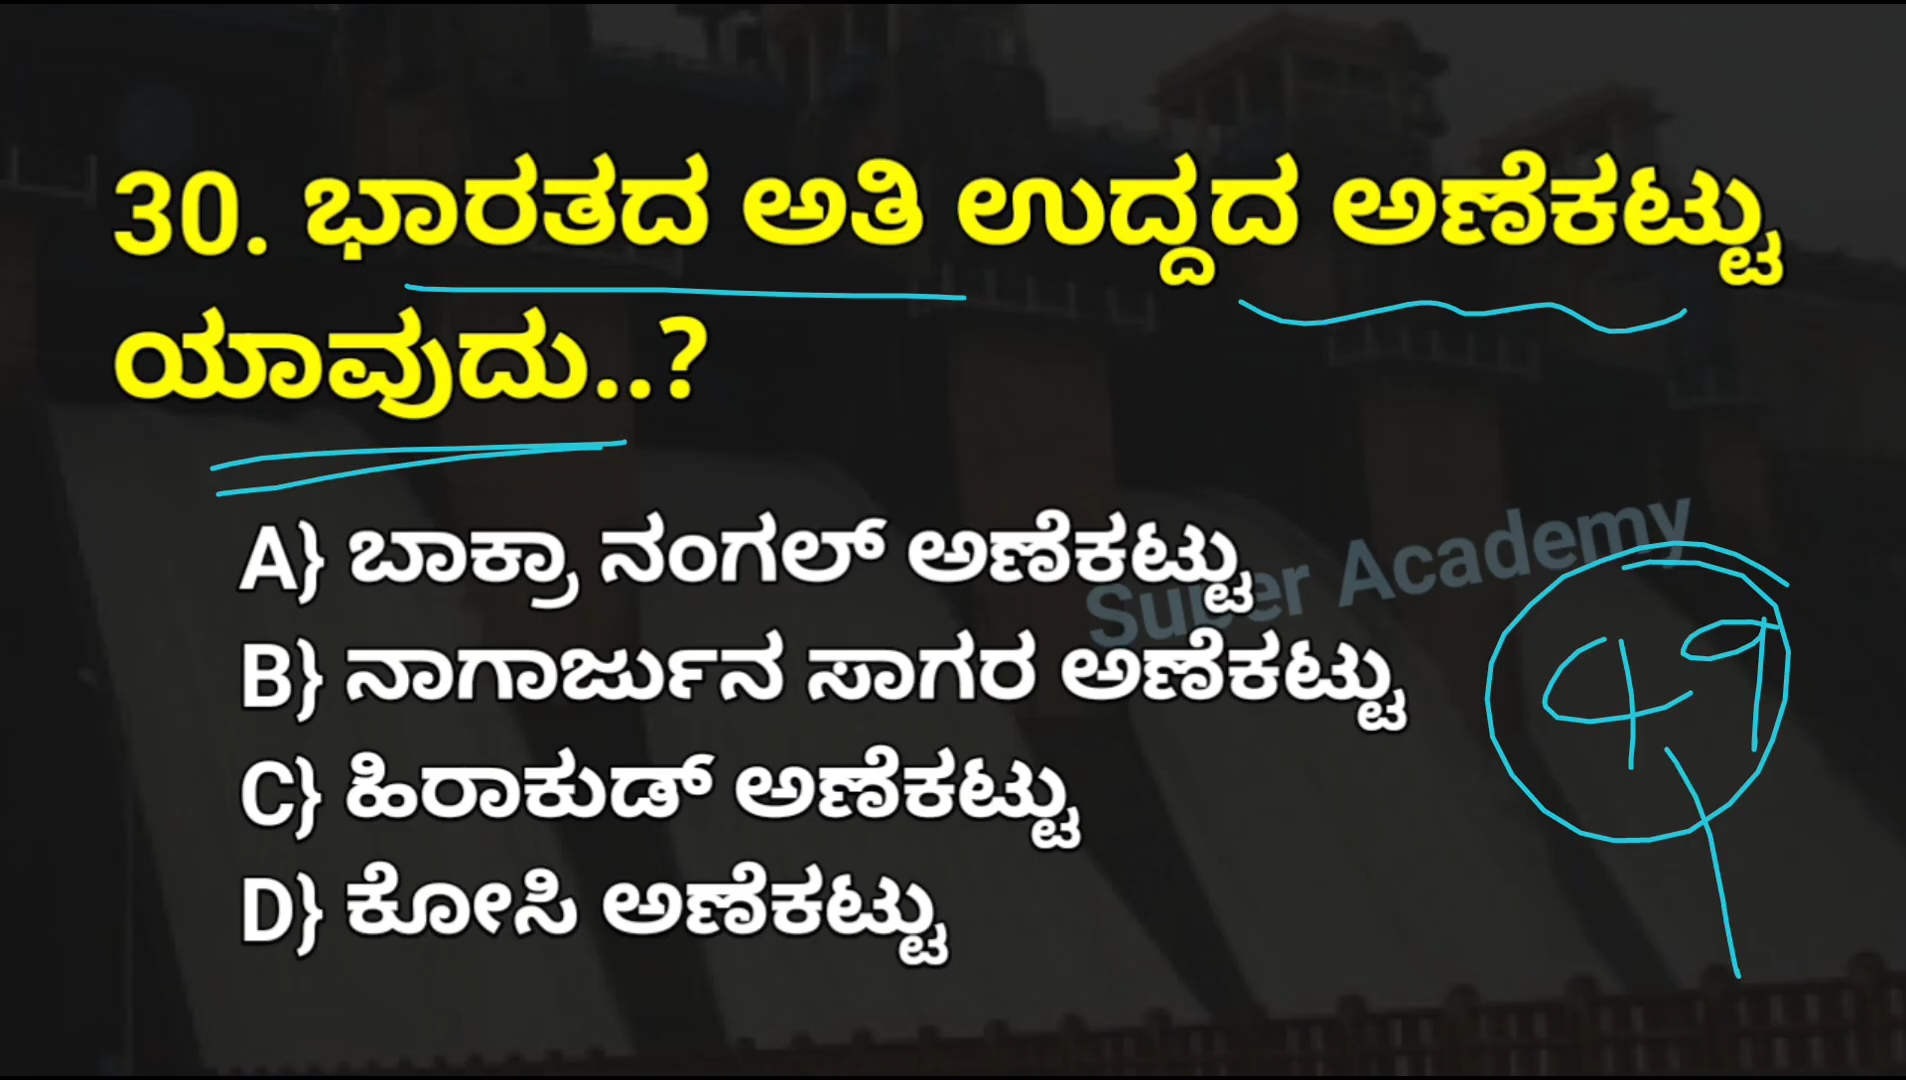 30. ಭಾರತದ ಅತಿ ಉದ್ದದ ಅಣೆಕಟ್ಟು
ಯಾವುದು..?
A} ಬಾಕ್ರಾ ನಂಗಲ್ ಅಣೆಕಟ್ಟು
B} ನಾಗಾರ್ಜುನ ಸಾಗರ ಅಣೆಕಟ್ಟು
C} ಹಿರಾಕುಡ್ ಅಣೆಕಟ್ಟು
D} ಕೋಸಿ ಅಣೆಕಟ್ಟು
Super Academy
49